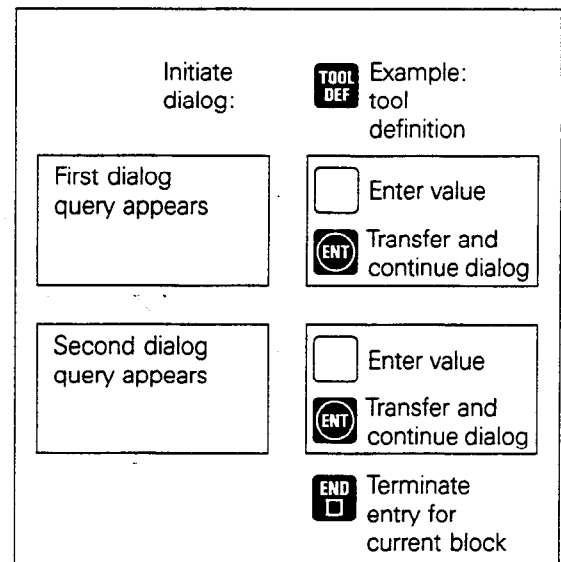 Initiate
dialog:
TOOL
DEF
Example:
tool
definition
First dialog
query appears
Enter value
ENT
Transfer and
continue dialog
Second dialog
query appears
Enter value
ENT
Transfer and
continue dialog
END
Terminate
entry for
current block